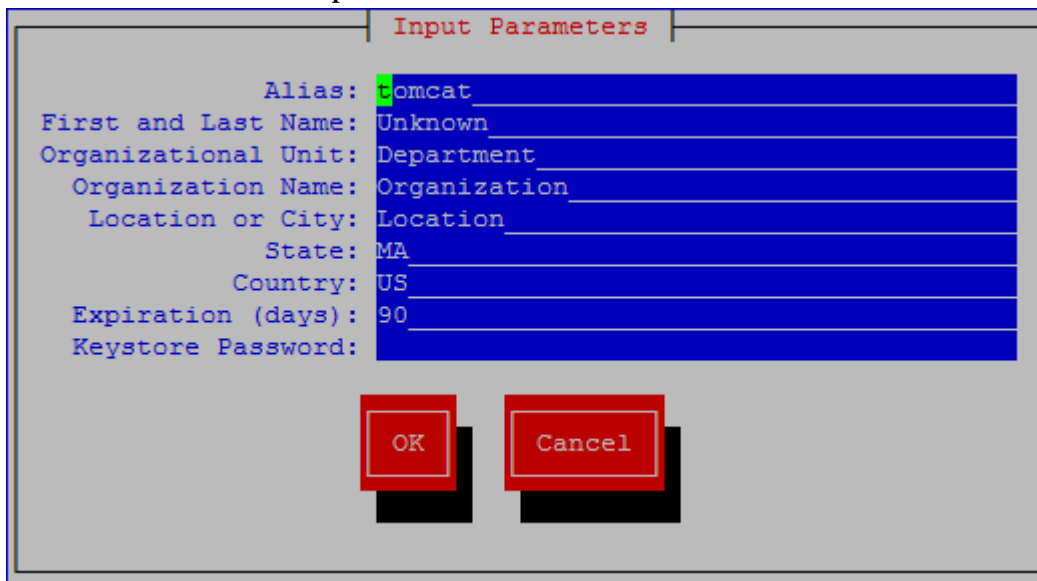 Input Parameters
Alias: tomcat
First and Last Name: Unknown
Organizational Unit: Department
Organization Name: Organization
Location or City: Location
State: MA
Country: US
Expiration (days): 90
Keystore Password:
OK Cancel